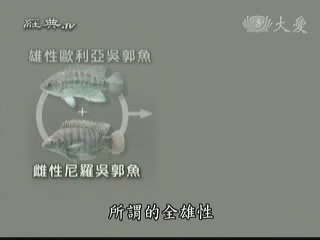 經典.tv
大愛
雄性歐利亞吳郭魚
+
雌性尼羅吳郭魚
所謂的全雄性